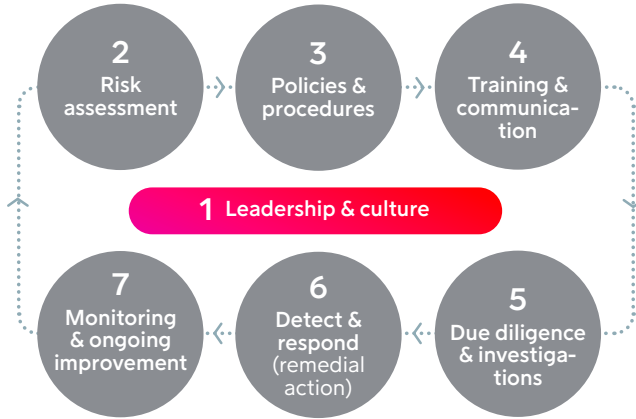 2
Risk
assessment
3
Policies &
procedures
4
Training &
communica-
tion
1 Leadership & culture
7
Monitoring
& ongoing
improvement
6
Detect &
respond
(remedial
action)
5
Due diligence
& investiga-
tions